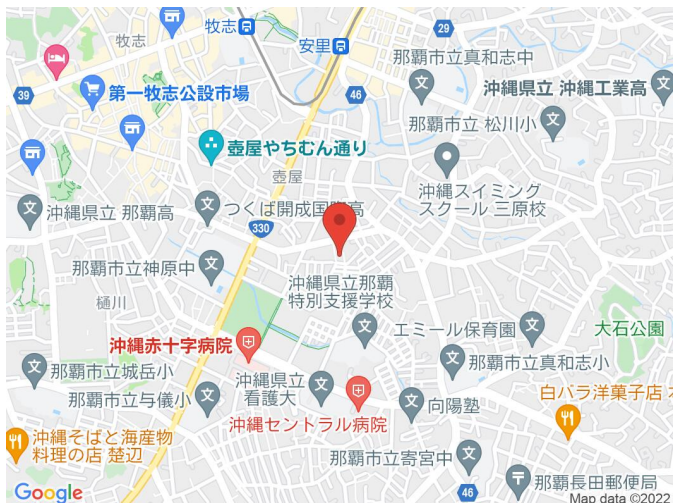 牧志
牧志
安里
29
那覇市立真和志中
39
第一牧志公設市場
46
沖縄県立 沖縄工業高
那覇市立 松川小
壺屋やちむん通り
壺屋
沖縄スイミング
スクール 三原校
沖縄県立 那覇高
つくば開成国際高
330
那覇市立神原中
樋川
沖縄県立那覇
特別支援学校
エミール保育園
大石公園
沖縄赤十字病院
那覇市立真和志小
那覇市立城岳小
沖縄県立
看護大
那覇市立与儀小
沖縄セントラル病院
向陽塾
白バラ洋菓子店
沖縄そばと海産物
料理の店 楚辺
那覇市立寄宮中
那覇長田郵便局
46
Google
Map data ©2022